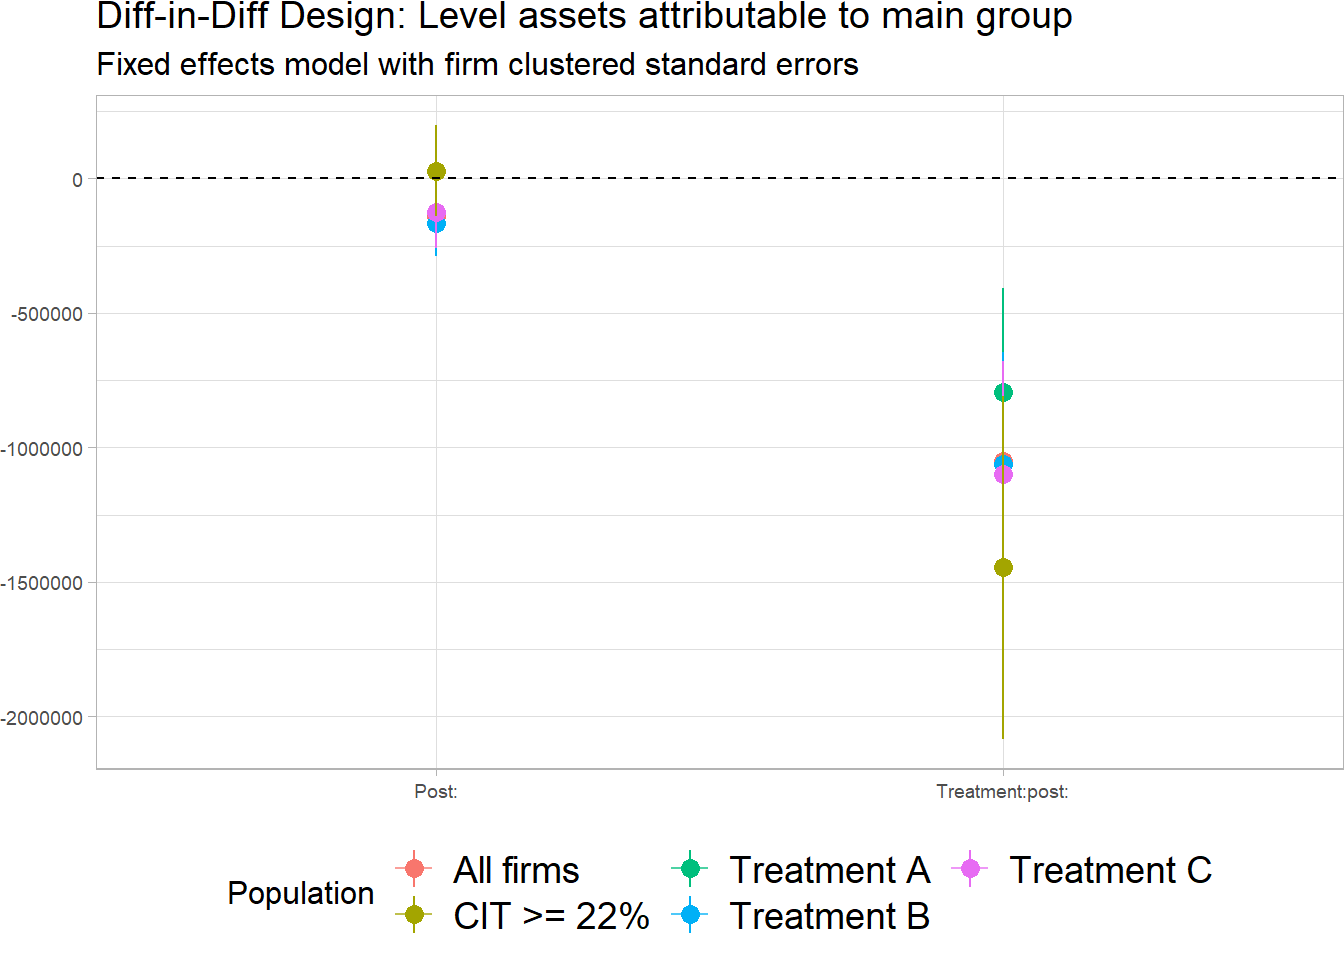 Diff-in-Diff Design: Level assets attributable to main group
Fixed effects model with firm clustered standard errors
0
-500000
-1000000
-1500000
-2000000
Post:
Treatment:post:
Population
All firms
CIT >= 22%
Treatment A
Treatment B
Treatment C